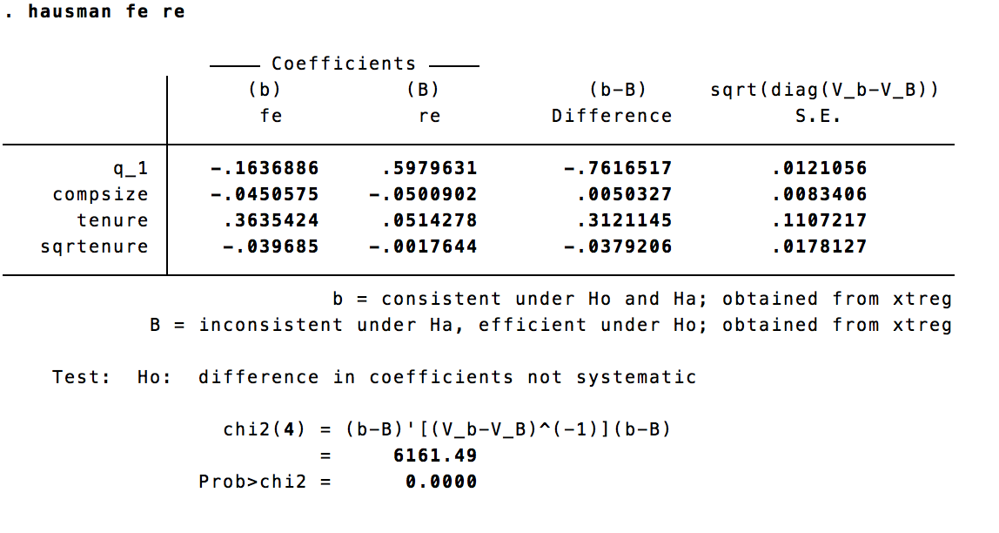 . hausman fe re
Coefficients
(b) (B) (b-B) sqrt(diag(V_b-V_B))
fe re Difference S.E.
q_1 -.1636886 .5979631 -.7616517 .0121056
compsize -.0450575 -.0500902 .0050327 .0083406
tenure .3635424 .0514278 .3121145 .1107217
sqrtenure -.039685 -.0017644 -.0379206 .0178127
b = consistent under Ho and Ha; obtained from xtreg
B = inconsistent under Ha, efficient under Ho; obtained from xtreg
Test: Ho: difference in coefficients not systematic
chi2(4) = (b-B)'[(V_b-V_B)^(-1)](b-B)
= 6161.49
Prob>chi2 = 0.0000